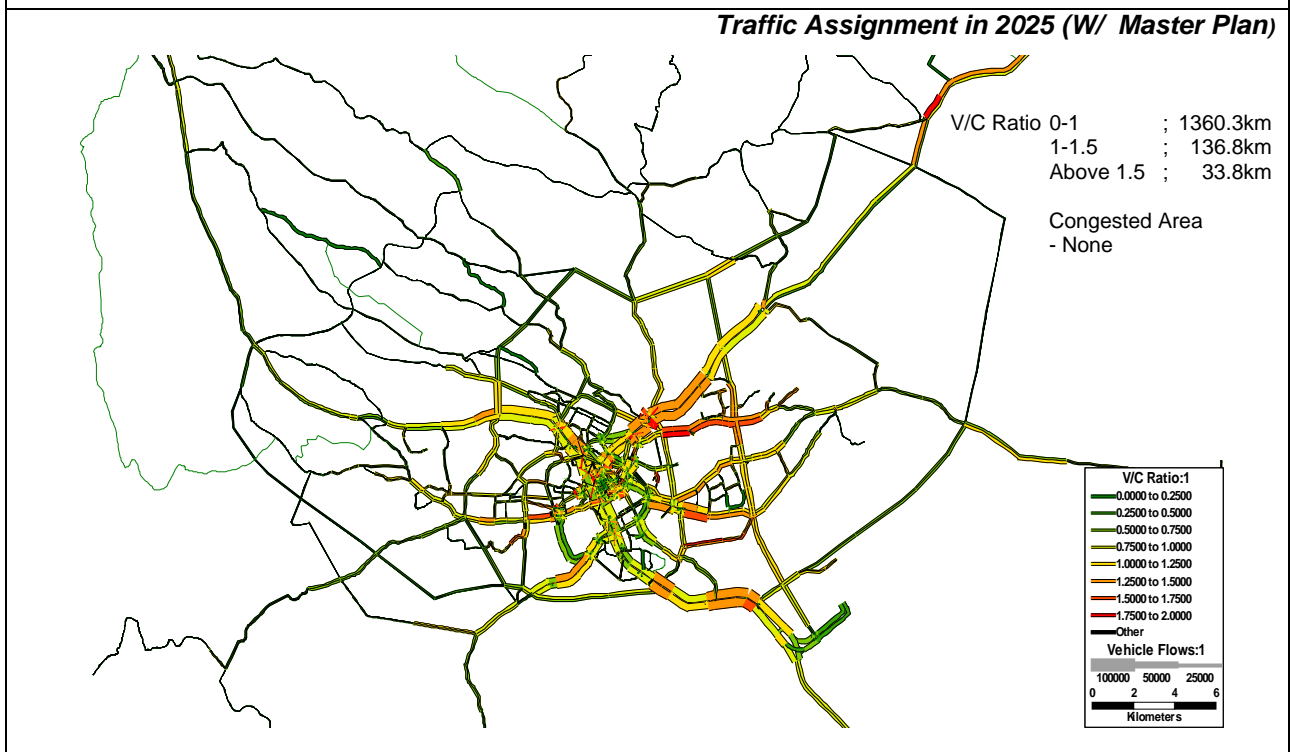 Traffic Assignment in 2025 (W/ Master Plan)
V/C Ratio 0-1 ; 1360.3km
1-1.5 ; 136.8km
Above 1.5 ; 33.8km
Congested Area
- None
V/C Ratio:1
0.0000 to 0.2500
0.2500 to 0.5000
0.5000 to 0.7500
0.7500 to 1.0000
1.0000 to 1.2500
1.2500 to 1.5000
1.5000 to 1.7500
1.7500 to 2.0000
Other
Vehicle Flows:1
100000 50000 25000
0 2 4 6
Kilometers